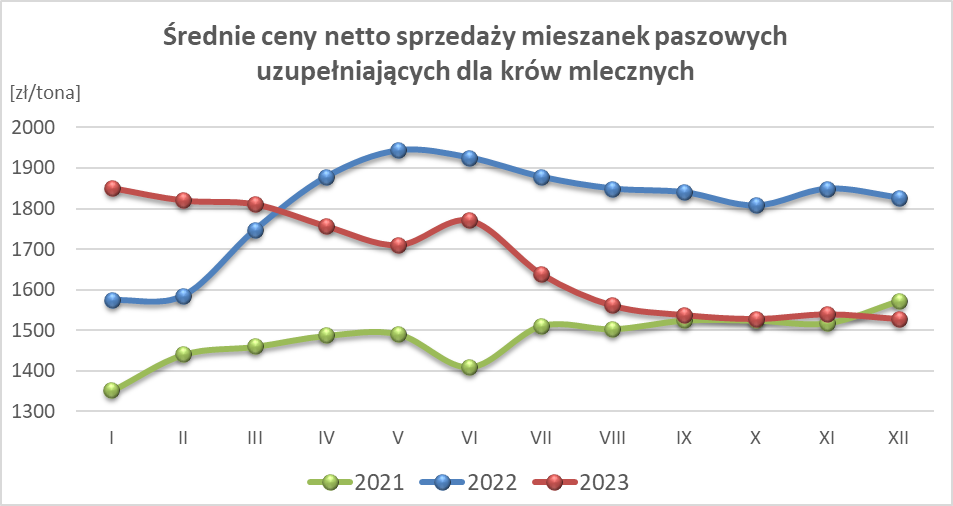 Średnie ceny netto sprzedaży mieszanek paszowych
uzupełniających dla krów mlecznych
[zł/tona]
2000
1900
1800
1700
1600
1500
1400
1300
I II III IV V VI VII VIII IX X XI XII
2021 2022 2023